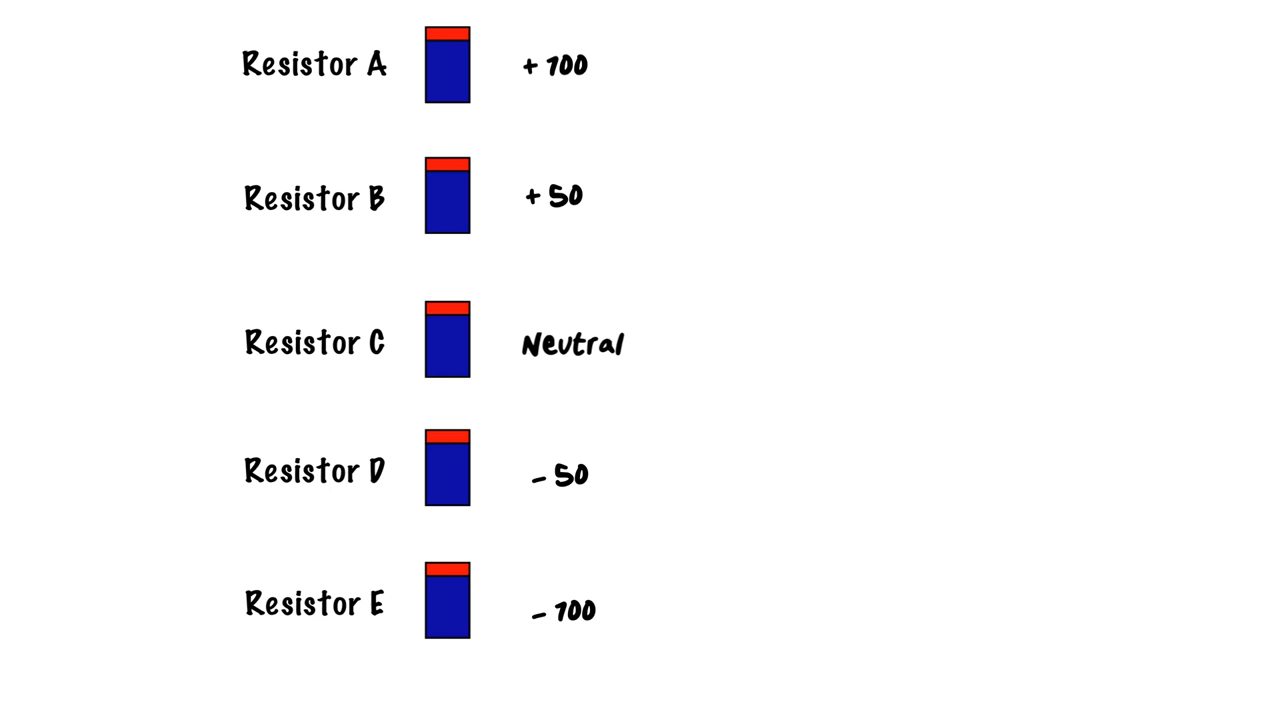 Resistor A + 100
Resistor B + 50
Resistor C Neutral
Resistor D - 50
Resistor E - 100